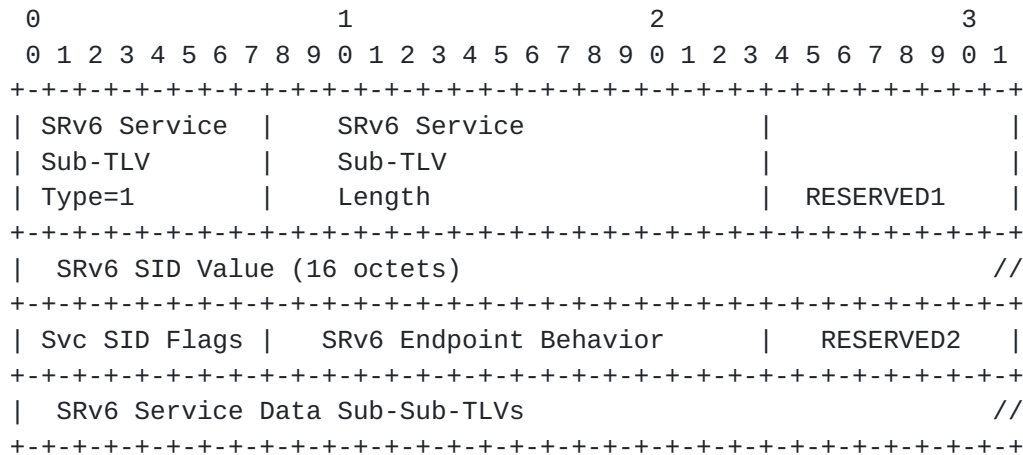 0                   1                   2                   3
 0 1 2 3 4 5 6 7 8 9 0 1 2 3 4 5 6 7 8 9 0 1 2 3 4 5 6 7 8 9 0 1
+-+-+-+-+-+-+-+-+-+-+-+-+-+-+-+-+-+-+-+-+-+-+-+-+-+-+-+-+-+-+-+-+
| SRv6 Service  |    SRv6 Service               |               |
| Sub-TLV       |    Sub-TLV                    |               |
| Type=1        |    Length                     |  RESERVED1    |
+-+-+-+-+-+-+-+-+-+-+-+-+-+-+-+-+-+-+-+-+-+-+-+-+-+-+-+-+-+-+-+-+
|  SRv6 SID Value (16 octets)                                  //
+-+-+-+-+-+-+-+-+-+-+-+-+-+-+-+-+-+-+-+-+-+-+-+-+-+-+-+-+-+-+-+-+
| Svc SID Flags |   SRv6 Endpoint Behavior      |   RESERVED2   |
+-+-+-+-+-+-+-+-+-+-+-+-+-+-+-+-+-+-+-+-+-+-+-+-+-+-+-+-+-+-+-+-+
|  SRv6 Service Data Sub-Sub-TLVs                              //
+-+-+-+-+-+-+-+-+-+-+-+-+-+-+-+-+-+-+-+-+-+-+-+-+-+-+-+-+-+-+-+-+